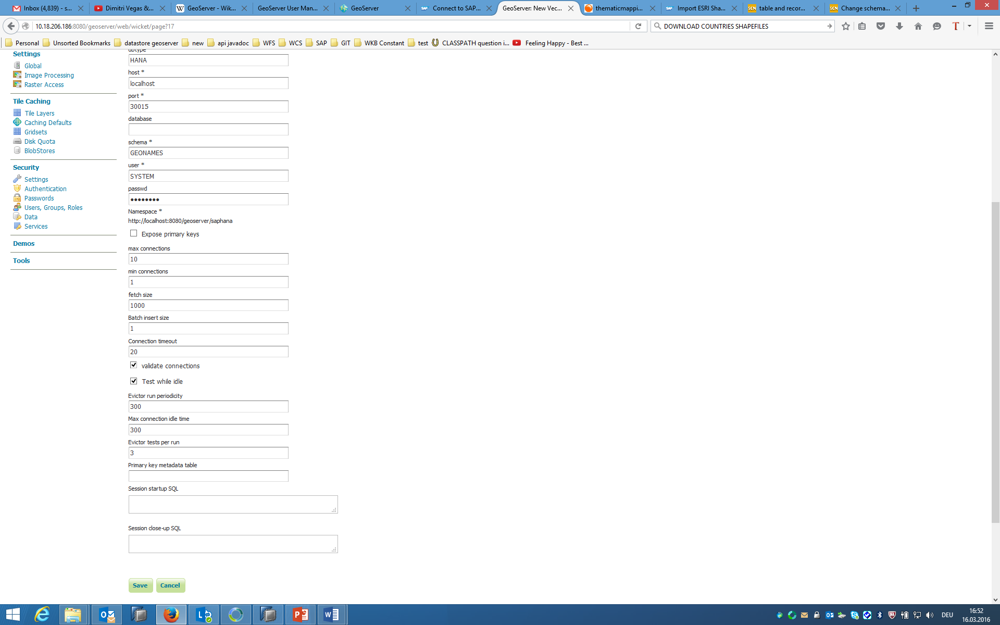 Inbox (4,839) - s...
Dimitri Vegas &...
GeoServer - Wik...
GeoServer User Man...
GeoServer
Connect to SAP...
GeoServer: New Vec...
thematicmappi...
Import ESRI Sha...
table and recor...
Change schema...
10.18.206.186:8080/geoserver/web/wicket/page?17
DOWNLOAD COUNTRIES SHAPEFILES
Personal
Unsorted Bookmarks
datastore geoserver
new
api javadoc
WFS
WCS
SAP
GIT
WKB Constant
test
CLASSPATH question i...
Feeling Happy - Best ...
Settings
Global
Image Processing
Raster Access
Tile Caching
Tile Layers
Caching Defaults
Gridsets
Disk Quota
BlobStores
Security
Settings
Authentication
Passwords
Users, Groups, Roles
Data
Services
Demos
Tools
dbtype *
HANA
host *
localhost
port *
30015
database
schema *
GEONAMES
user *
SYSTEM
passwd
●●●●●●●●
Namespace *
http://localhost:8080/geoserver/saphana
Expose primary keys
max connections
10
min connections
1
fetch size
1000
Batch insert size
1
Connection timeout
20
validate connections
Test while idle
Evictor run periodicity
300
Max connection idle time
300
Evictor tests per run
3
Primary key metadata table
Session startup SQL
Session close-up SQL
Save
Cancel
DEU
16:52
16.03.2016